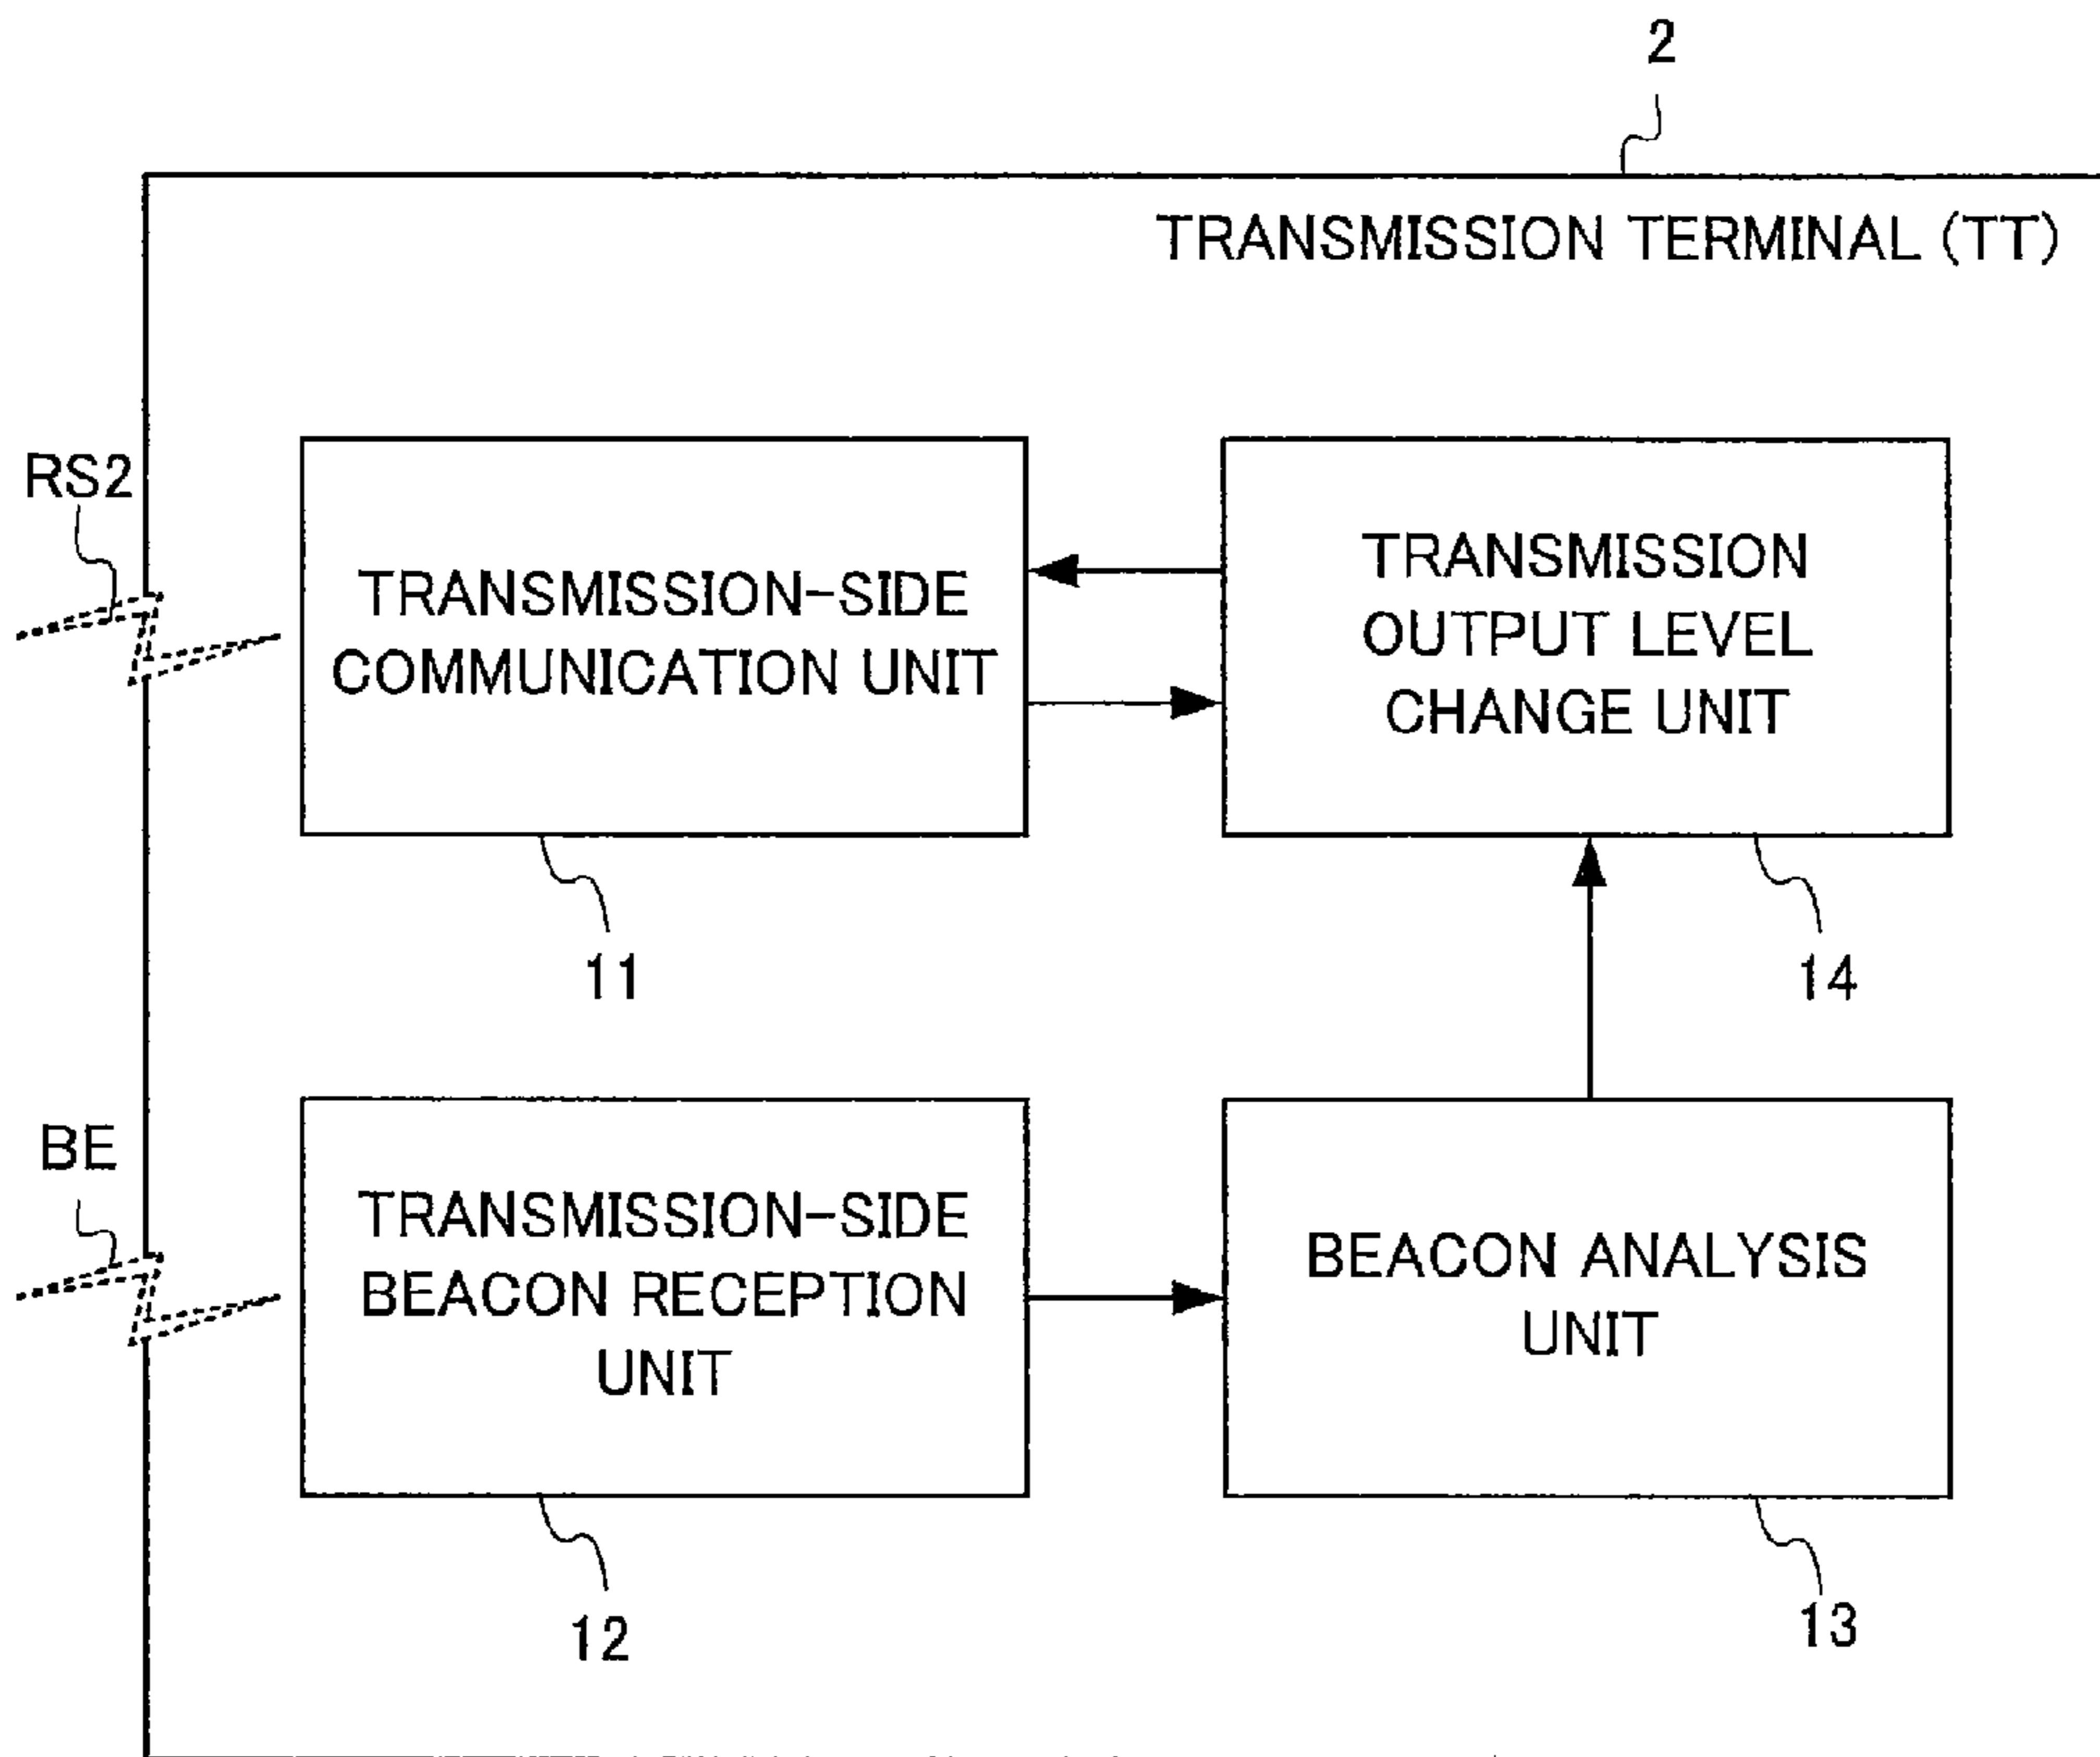 2
TRANSMISSION TERMINAL (TT)
RS2
TRANSMISSION-SIDE
COMMUNICATION UNIT
TRANSMISSION
OUTPUT LEVEL
CHANGE UNIT
11
14
BE
TRANSMISSION-SIDE
BEACON RECEPTION
UNIT
BEACON ANALYSIS
UNIT
12
13